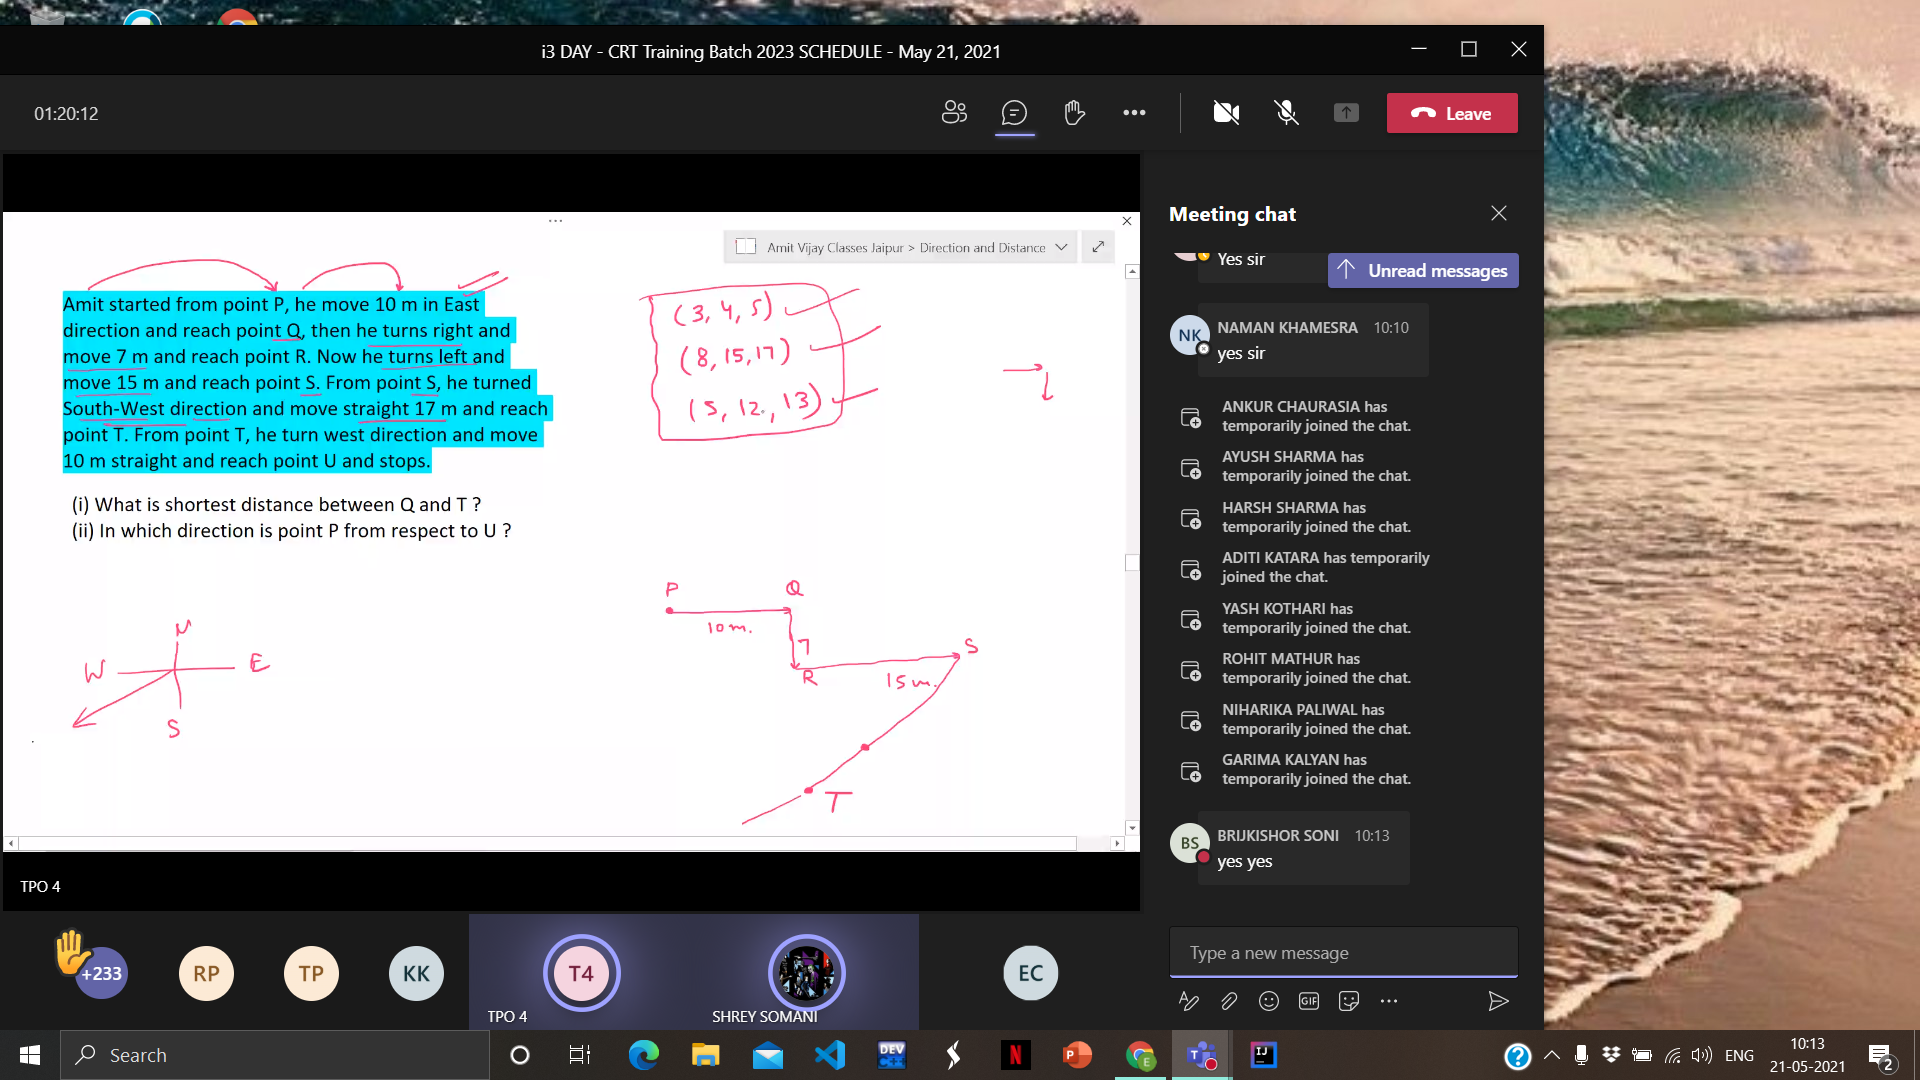 i3 DAY - CRT Training Batch 2023 SCHEDULE - May 21, 2021
01:20:12
Leave
Amit Vijay Classes Jaipur > Direction and Distance
Amit started from point P, he move 10 m in East
direction and reach point Q, then he turns right and
move 7 m and reach point R. Now he turns left and
move 15 m and reach point S. From point S, he turned
South-West direction and move straight 17 m and reach
point T. From point T, he turn west direction and move
10 m straight and reach point U and stops.
(i) What is shortest distance between Q and T ?
(ii) In which direction is point P from respect to U ?
(3, 4, 5)
(8, 15, 17)
(5, 12, 13)
N
W E
S
P Q
10 m.
7
S
R
15 m.
T
TPO 4
Meeting chat
Yes sir
Unread messages
NK
NAMAN KHAMESRA 10:10
yes sir
ANKUR CHAURASIA has
temporarily joined the chat.
AYUSH SHARMA has
temporarily joined the chat.
HARSH SHARMA has
temporarily joined the chat.
ADITI KATARA has temporarily
joined the chat.
YASH KOTHARI has
temporarily joined the chat.
ROHIT MATHUR has
temporarily joined the chat.
NIHARIKA PALIWAL has
temporarily joined the chat.
GARIMA KALYAN has
temporarily joined the chat.
BS
BRIJKISHOR SONI 10:13
yes yes
Type a new message
GIF
+233
RP
TP
KK
T4
TPO 4
SHREY SOMANI
EC
Search
DEV
C++
N
P
E
T
IJ
ENG
10:13
21-05-2021
2